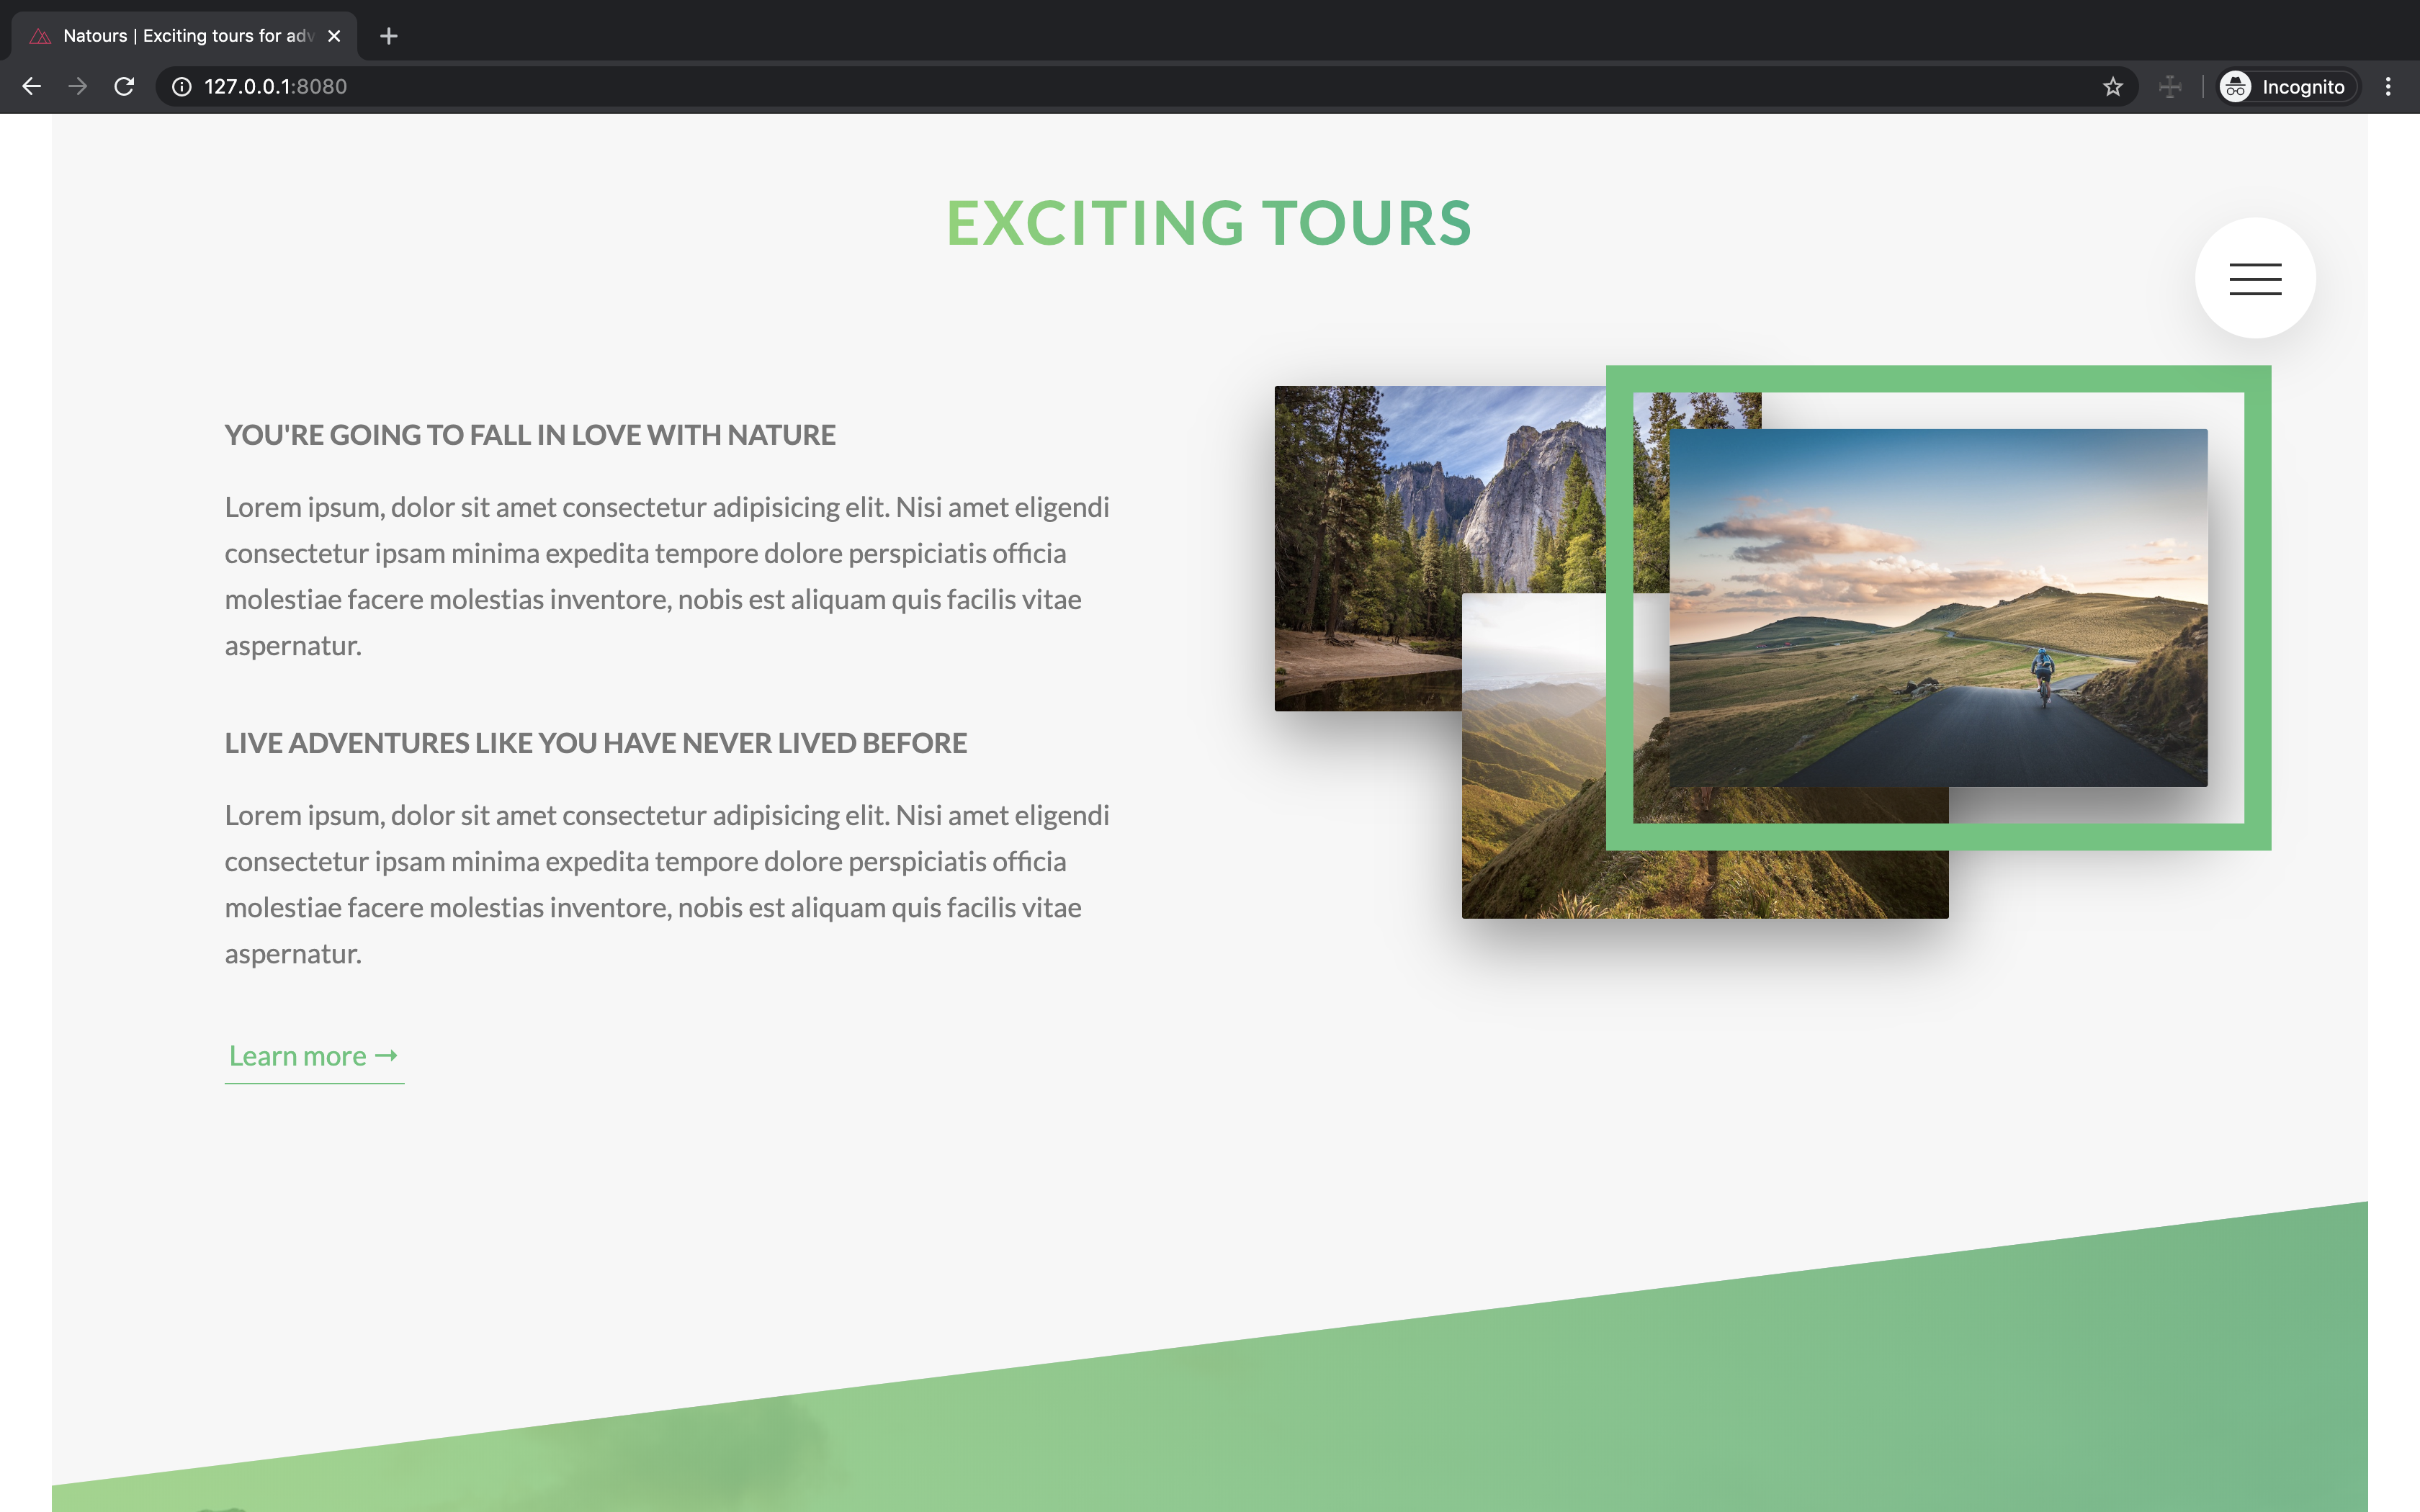 Natours | Exciting tours for adv
127.0.0.1:8080
Incognito
EXCITING TOURS
YOU'RE GOING TO FALL IN LOVE WITH NATURE
Lorem ipsum, dolor sit amet consectetur adipisicing elit. Nisi amet eligendi
consectetur ipsam minima expedita tempore dolore perspiciatis officia
molestiae facere molestias inventore, nobis est aliquam quis facilis vitae
aspernatur.
LIVE ADVENTURES LIKE YOU HAVE NEVER LIVED BEFORE
Lorem ipsum, dolor sit amet consectetur adipisicing elit. Nisi amet eligendi
consectetur ipsam minima expedita tempore dolore perspiciatis officia
molestiae facere molestias inventore, nobis est aliquam quis facilis vitae
aspernatur.
Learn more →